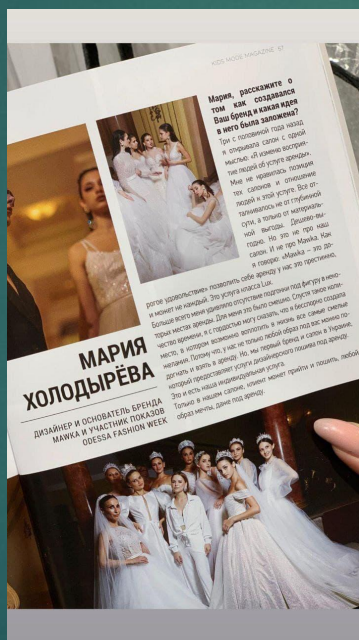 KIDS MODE MAGAZINE 67
Мария, расскажите о
том как создавался
Ваш бренд и какая идея
в него была заложена?
Три с половиной года назад
я открывала салон с одной
мыслью: «Я изменю восприя-
тие людей об услуге аренды».
Мне не нравилась позиция
тех салонов и отношение
людей к этой услуге. Все от-
талкивалось не от глубинной
сути, а только от материаль-
ной выгоды. Дешево-вы-
годно. Но это не про наш
салон. И не про Mawka. Как
я говорю: «Mawka — это до-
рогое удовольствие» позволить себе аренду у нас это престижно,
и может не каждый. Это услуга класса Lux.
Больше всего меня удивляло отсутствие подгонки под фигуру в неко-
торых местах аренды. Для меня это было смешно. Спустя такое коли-
чество времени, я с гордостью могу сказать, что я бесспорно создала
место, в котором возможно воплотить в жизнь все самые смелые
желания. Потому что, у нас не только любой образ под вас можно по-
догнать и взять в аренду. Но, мы первый бренд и салон в Украине,
который предоставляет услуги дизайнерского пошива под аренду.
Это и есть наша индивидуальная услуга.
Только в нашем салоне, клиент может прийти и пошить, любой
образ мечты, даже под аренду.
МАРИЯ
ХОЛОДЫРЁВА
ДИЗАЙНЕР И ОСНОВАТЕЛЬ БРЕНДА
MAWKA И УЧАСТНИК ПОКАЗОВ
ODESSA FASHION WEEK